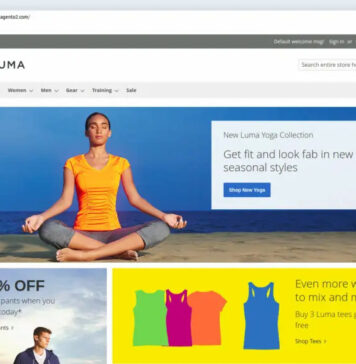 agento2.com/
Default welcome msg! Sign in or
UMA
Search entire store h
Women Men Gear Training Sale
New Luma Yoga Collection
Get fit and look fab in new
seasonal styles
Shop New Yoga
% OFF
pants when you
today*
nts >
Even more w
to mix and m
Buy 3 Luma tees g
free
Shop Tees >